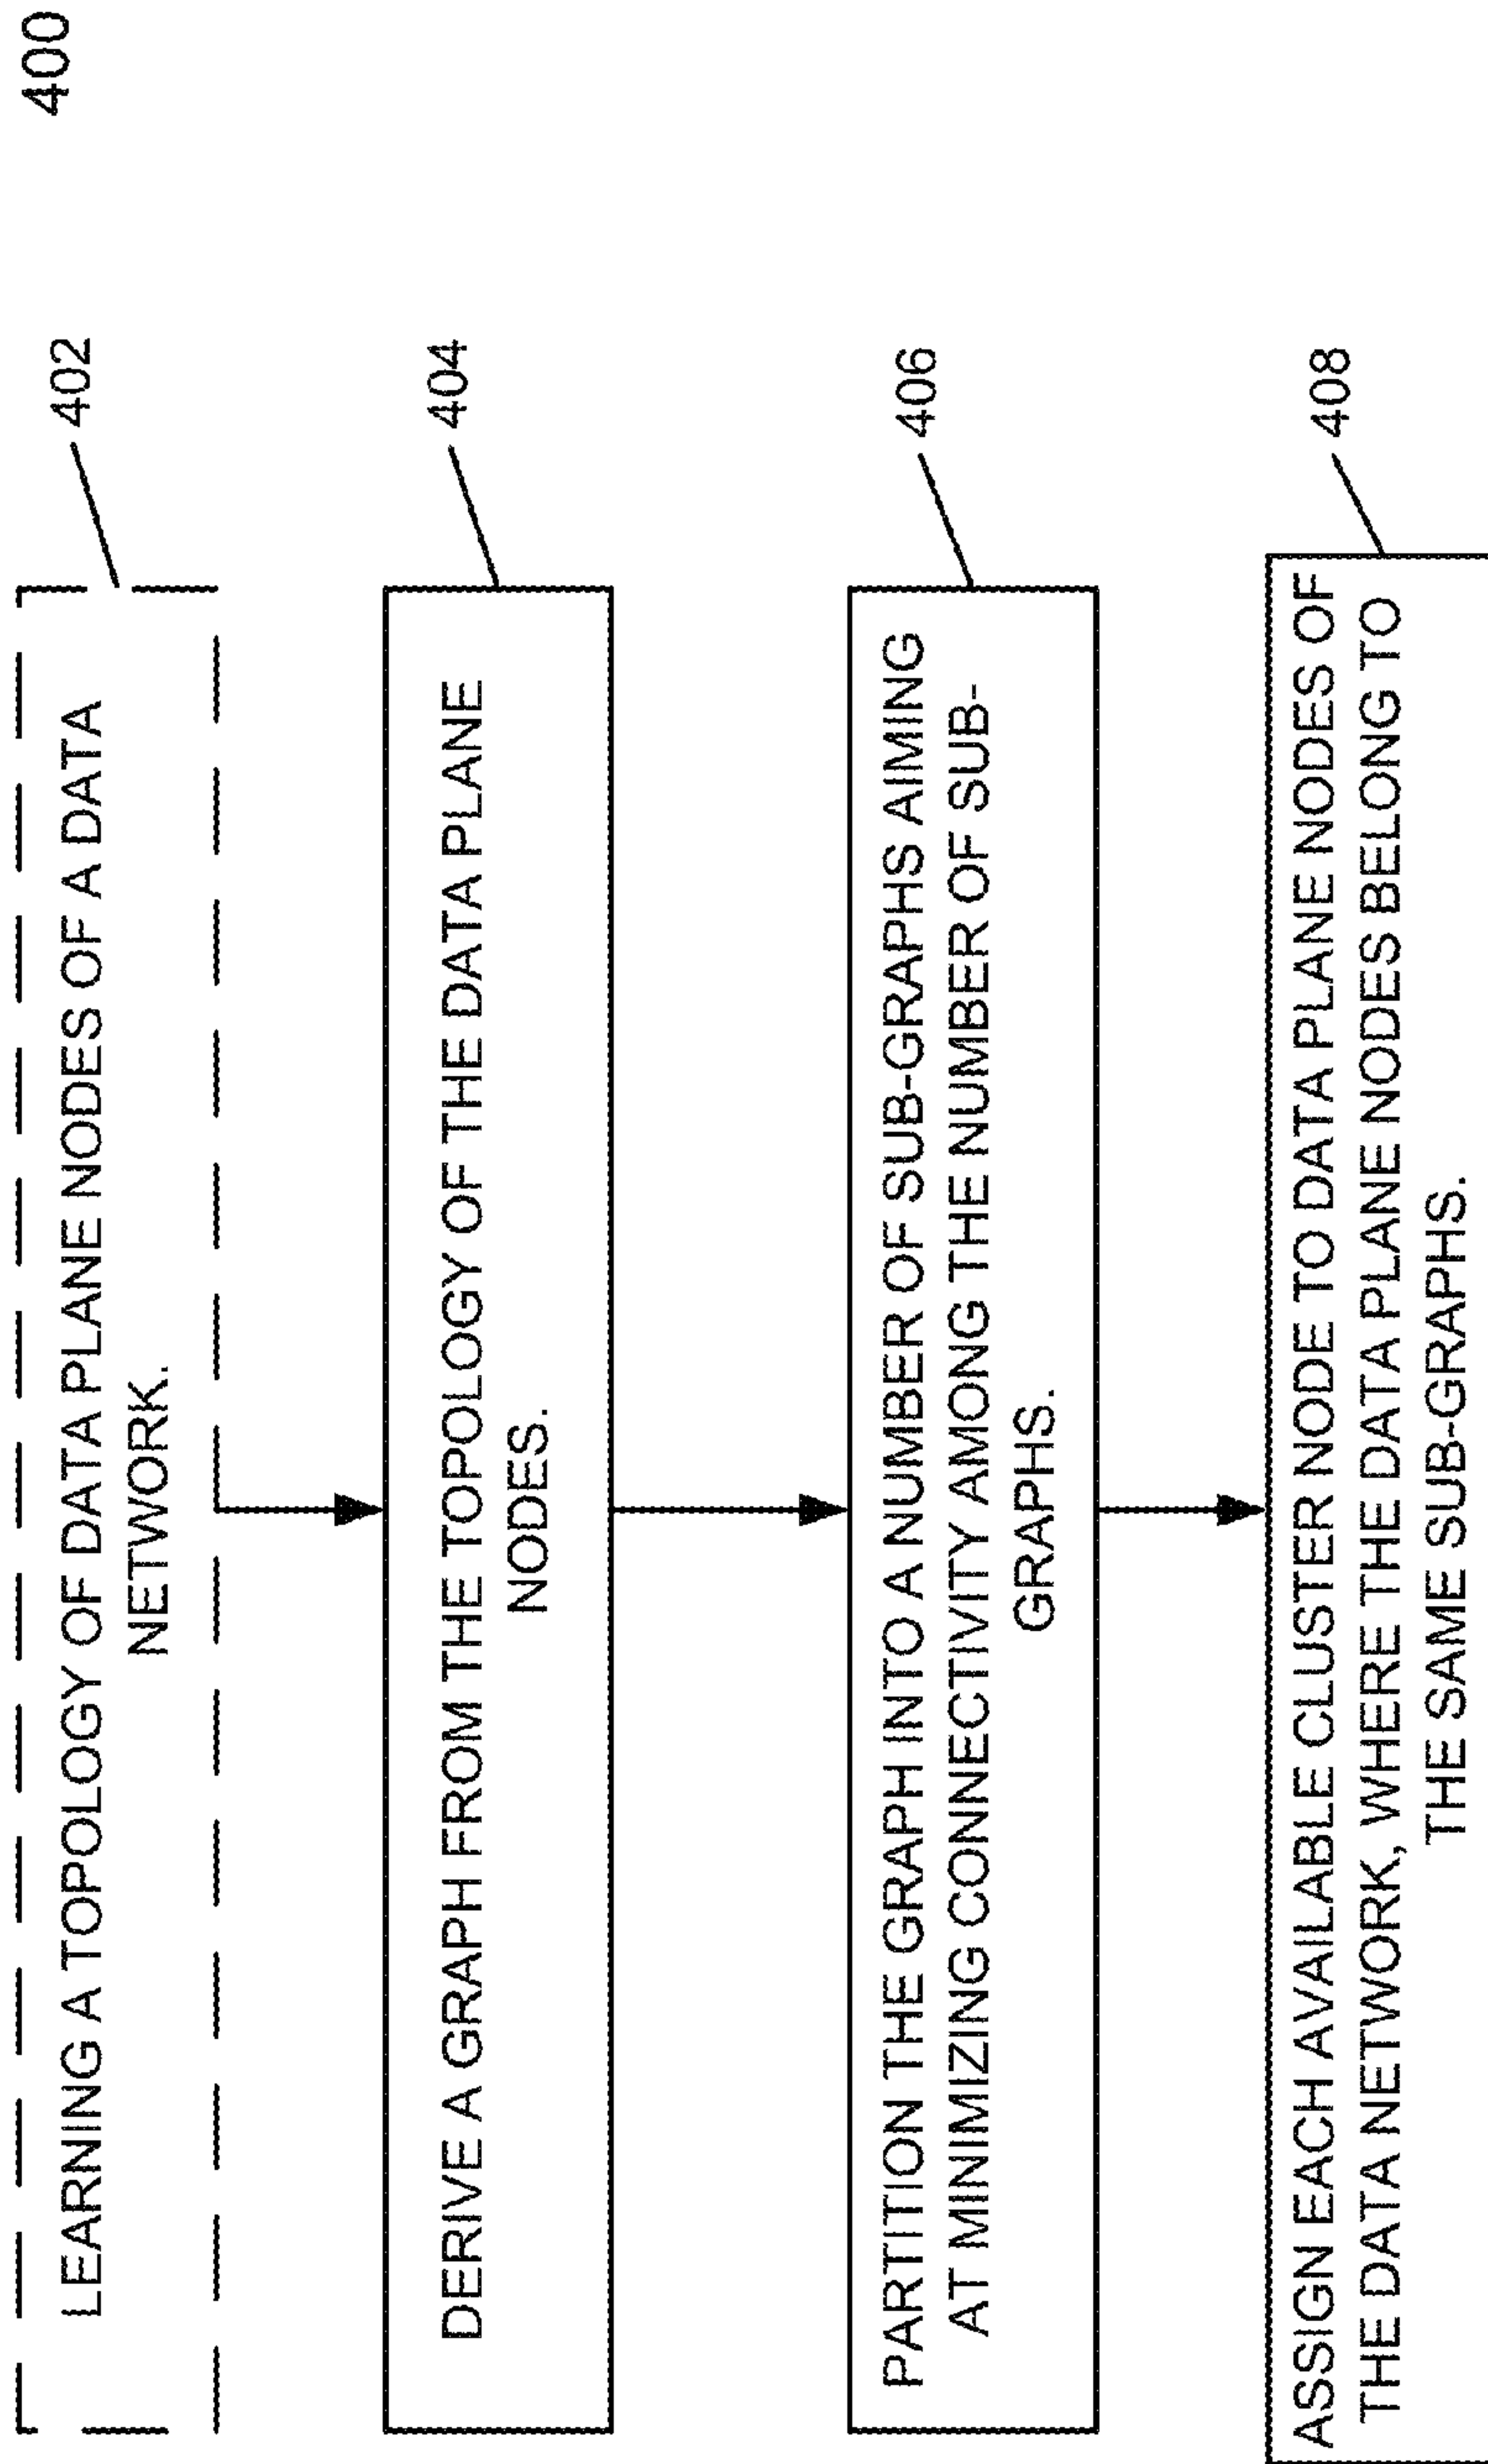 400
LEARNING A TOPOLOGY OF DATA PLANE NODES OF A DATA
NETWORK.
402
DERIVE A GRAPH FROM THE TOPOLOGY OF THE DATA PLANE
NODES.
404
PARTITION THE GRAPH INTO A NUMBER OF SUB-GRAPHS AIMING
AT MINIMIZING CONNECTIVITY AMONG THE NUMBER OF SUB-
GRAPHS.
406
ASSIGN EACH AVAILABLE CLUSTER NODE TO DATA PLANE NODES OF
THE DATA NETWORK, WHERE THE DATA PLANE NODES BELONG TO
THE SAME SUB-GRAPHS.
408